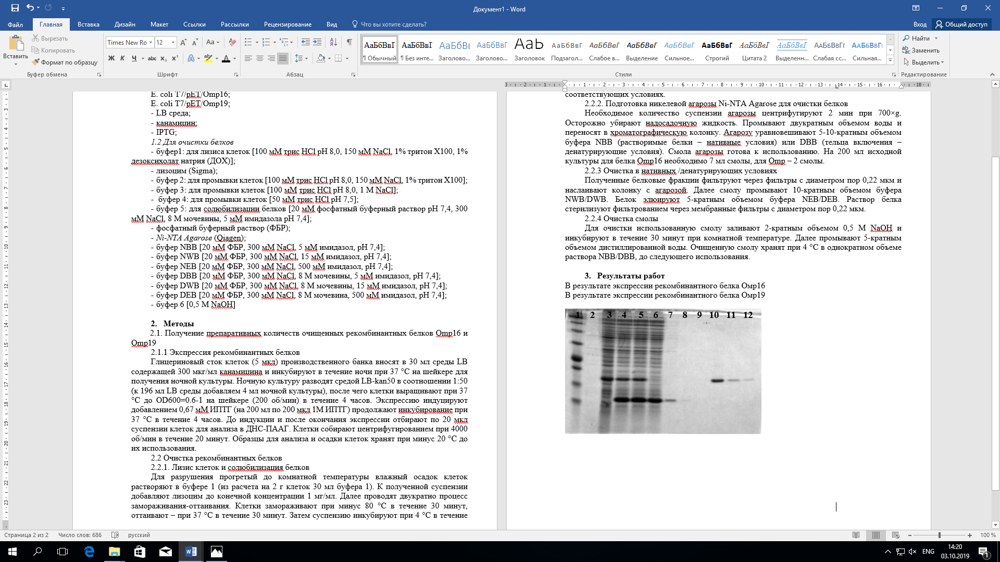 Документ1 - Word
Файл Главная Вставка Дизайн Макет Ссылки Рассылки Рецензирование Вид Что вы хотите сделать? Вход Общий доступ
Вставить
Вырезать
Копировать
Формат по образцу
Буфер обмена
Times New Ro 12
Шрифт
Абзац
АаБбВвГ АаБбВвГ АаБбВ АаБбВвГ АаБ АаБбВвГ АаБбВвГ АаБбВвГ АаБбВвГ АаБбВвГ АаБбВвГ АаБбВвГ АаБбВвГ АаБбВвГ
¶ Обычный ¶ Без инте... Заголово... Заголово... Заголовок Подзагол... Слабое в... Выделение Сильное... Строгий Цитата 2 Выделенн... Слабая сс... Сильная...
Стили
Найти
Заменить
Выделить
Редактирование
E. coli T7/pET/Omp16;
E. coli T7/pET/Omp19;
- LB среда;
- канамицин;
- IPTG;
1.2 Для очистки белков
- буфер1: для лизиса клеток [100 мМ трис HCl pH 8,0, 150 мМ NaCl, 1% тритон Х100, 1%
дезоксихолат натрия (ДОХ)];
- лизоцим (Sigma);
- буфер 2: для промывки клеток [100 мМ трис HCl pH 8,0, 150 мМ NaCl, 1% тритон Х100];
- буфер 3: для промывки клеток [100 мМ трис HCl pH 8,0, 1 М NaCl];
- буфер 4: для промывки клеток [50 мМ трис HCl pH 7,5];
- буфер 5: для солюбилизации белков [20 мМ фосфатный буферный раствор рН 7,4, 300
мМ NaCl, 8 М мочевины, 5 мМ имидазола рН 7,4];
- фосфатный буферный раствор (ФБР);
- Ni-NTA Agarose (Qiagen);
- буфер NBB [20 мМ ФБР, 300 мМ NaCl, 5 мМ имидазол, рН 7,4];
- буфер NWB [20 мМ ФБР, 300 мМ NaCl, 15 мМ имидазол, рН 7,4];
- буфер NEB [20 мМ ФБР, 300 мМ NaCl, 500 мМ имидазол, рН 7,4];
- буфер DBB [20 мМ ФБР, 300 мМ NaCl, 8 М мочевины, 5 мМ имидазол, рН 7,4];
- буфер DWB [20 мМ ФБР, 300 мМ NaCl, 8 М мочевины, 15 мМ имидазол, рН 7,4];
- буфер DEB [20 мМ ФБР, 300 мМ NaCl, 8 М мочевина, 500 мМ имидазол, рН 7,4];
- буфер 6 [0,5 М NaOH]
2. Методы
2.1. Получение препаративных количеств очищенных рекомбинантных белков Omp16 и
Omp19
2.1.1 Экспрессия рекомбинантных белков
Глицериновый сток клеток (5 мкл) производственного банка вносят в 30 мл среды LB
содержащей 300 мкг/мл канамицина и инкубируют в течение ночи при 37 °С на шейкере для
получения ночной культуры. Ночную культуру разводят средой LB-kan50 в соотношении 1:50
(к 196 мл LB среды добавляем 4 мл ночной культуры), после чего клетки выращивают при 37
°С до OD600=0.6-1 на шейкере (200 об/мин) в течение 4 часов. Экспрессию индуцируют
добавлением 0,67 мМ ИПТГ (на 200 мл по 200 мкл 1М ИПТГ) продолжают инкубирование при
37 °С в течение 4 часов. До индукции и после окончания экспрессии отбирают по 20 мкл
суспензии клеток для анализа в ДНС-ПААГ. Клетки собирают центрифугированием при 4000
об/мин в течение 20 минут. Образцы для анализа и осадки клеток хранят при минус 20 °С до
их использования.
2.2 Очистка рекомбинантных белков
2.2.1. Лизис клеток и солюбилизация белков
Для разрушения прогретый до комнатной температуры влажный осадок клеток
растворяют в буфере 1 (из расчета на 2 г клеток 30 мл буфера 1). К полученной суспензии
добавляют лизоцим до конечной концентрации 1 мг/мл. Далее проводят двукратно процесс
замораживания-оттаивания. Клетки замораживают при минус 80 °С в течение 30 минут,
оттаивают – при 37 °С в течение 30 минут. Затем суспензию инкубируют при 4 °С в течение
соответствующих условиях.
2.2.2. Подготовка никелевой агарозы Ni-NTA Agarose для очистки белков
Необходимое количество суспензии агарозы центрифугируют 2 мин при 700×g.
Осторожно убирают надосадочную жидкость. Промывают двукратным объемом воды и
переносят в хроматографическую колонку. Агарозу уравновешивают 5-10-кратным объемом
буфера NBB (растворимые белки – нативные условия) или DBB (тельца включения –
денатурирующие условия). Смола агарозы готова к использованию. На 200 мл исходной
культуры для белка Omp16 необходимо 7 мл смолы, для Omp – 2 смолы.
2.2.3 Очистка в нативных /денатурирующих условиях
Полученные белковые фракции фильтруют через фильтры с диаметром пор 0,22 мкм и
наслаивают колонку с агарозой. Далее смолу промывают 10-кратным объемом буфера
NWB/DWB. Белок элюируют 5-кратным объемом буфера NEB/DEB. Раствор белка
стерилизуют фильтрованием через мембранные фильтры с диаметром пор 0,22 мкм.
2.2.4 Очистка смолы
Для очистки использованную смолу заливают 2-кратным объемом 0,5 М NaOH и
инкубируют в течение 30 минут при комнатной температуре. Далее промывают 5-кратным
объемом дистиллированной воды. Очищенную смолу хранят при 4 °С в однократном объеме
раствора NBB/DBB, до следующего использования.
3. Результаты работ
В результате экспрессии рекомбинантного белка Омр16
В результате экспрессии рекомбинантного белка Омр19
1 2 3 4 5 6 7 8 9 10 11 12
Страница 2 из 2 Число слов: 686 русский 100 %
ENG
14:20
03.10.2019
1